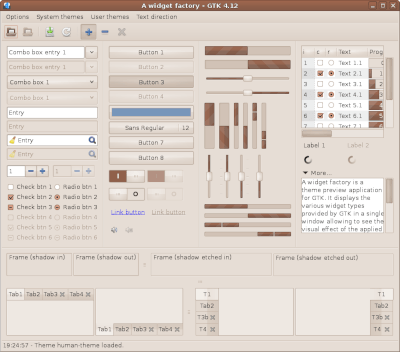 A widget factory – GTK 4.12
Options System themes User themes Text direction
Combo box entry 1
Combo box entry 2
Combo box 1
Combo box 2
Entry
Entry
Entry
Entry
1 1
Check btn 1 Radio btn 1
Check btn 2 Radio btn 2
Check btn 3 Radio btn 3
Check btn 4 Radio btn 4
Check btn 5 Radio btn 5
Check btn 6 Radio btn 6
Button 1
Button 2
Button 3
Button 4
Sans Regular 12
Button 7
Button 8
Link button Link button
i c r Text Prog
1 Text 1.1
2 Text 2.1
3 Text 3.1
4 Text 4.1
5 Text 5.1
6 Text 6.1
7 Text 7.1
Label 1 Label 2
More...
A widget factory is a
theme preview application
for GTK. It displays the
various widget types
provided by GTK in a single
window allowing to see the
visual effect of the applied
Frame (shadow in) Frame (shadow out) Frame (shadow etched in) Frame (shadow etched out)
Tab1 Tab2 Tab3 Tab4
Tab1 Tab2 Tab3 Tab4
T1
Tab2
T3b
T4
T1
Tab2
T3b
T4
19:24:57 - Theme human-theme loaded.